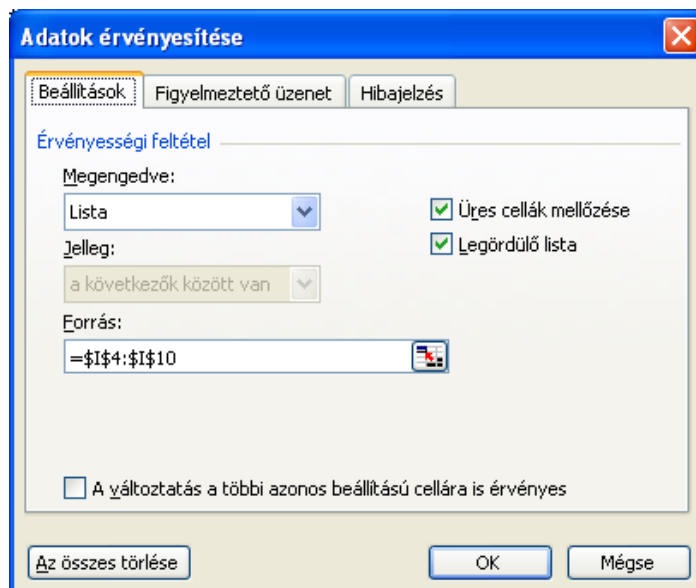 Adatok érvényesítése
Beállítások Figyelmeztető üzenet Hibajelzés
Érvényességi feltétel
Megengedve:
Lista
Üres cellák mellőzése
Jelleg:
Legördülő lista
a következők között van
Forrás:
=$I$4:$I$10
A változtatás a többi azonos beállítású cellára is érvényes
Az összes törlése OK Mégse